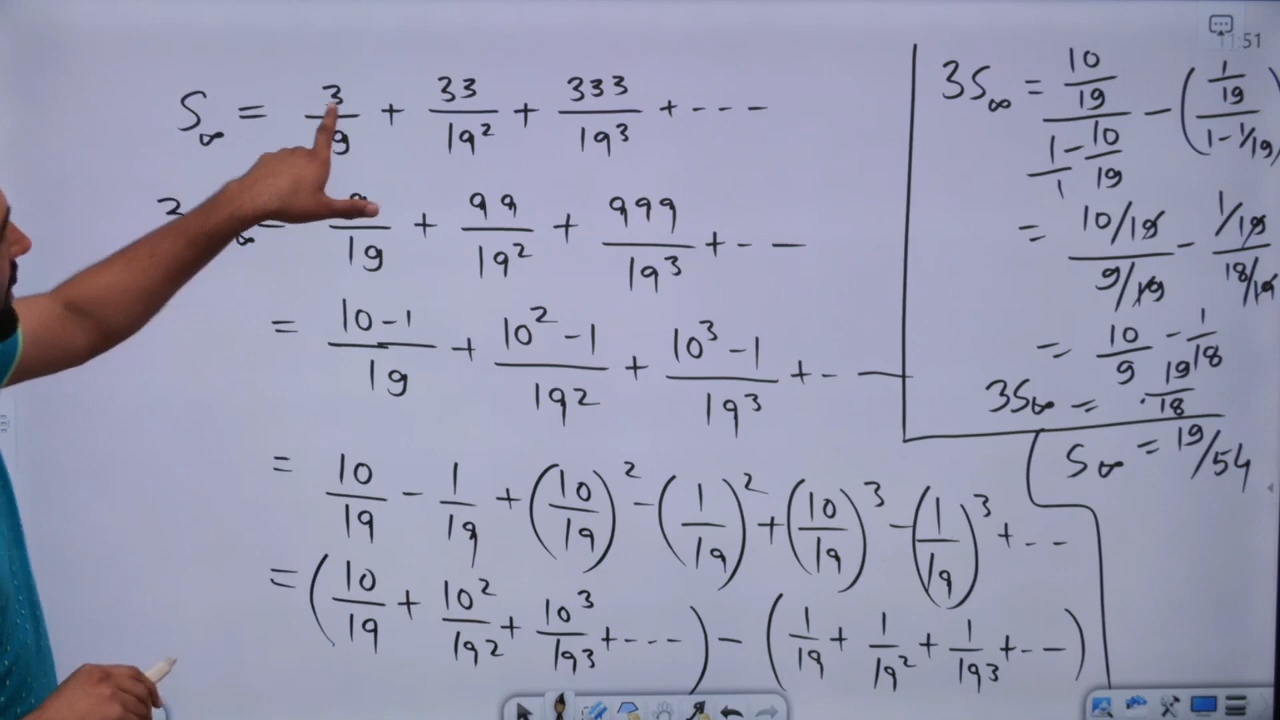 S∞ = 3/9 + 33/19² + 333/19³ + ---
= /19 + 99/19² + 999/19³ + - —
= (10-1)/19 + (10²-1)/19² + (10³-1)/19³ + - —
= 10/19 - 1/19 + (10/19)² - (1/19)² + (10/19)³ - (1/19)³ + ---
= (10/19 + 10²/19² + 10³/19³ + ----) - (1/19 + 1/19² + 1/19³ + ---)
11:51
3S∞ = (10/19)/(1/1 - 10/19) - ((1/19)/(1 - 1/19))
= (10/19)/(9/19) - (1/19)/(18/19)
= 10/9 - 1/18
3S∞ = 19/18
S∞ = 19/54